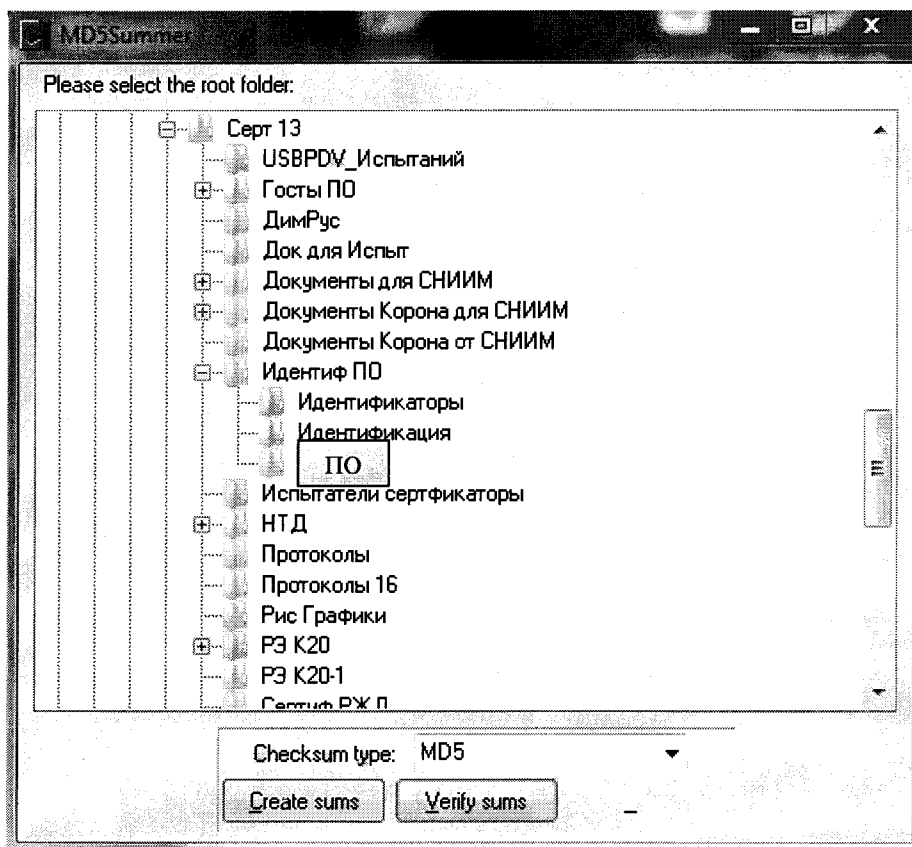 MD5Summer
Please select the root folder:
Серт 13
USBPDV_Испытаний
Госты ПО
ДимРус
Док для Испыт
Документы для СНИИМ
Документы Корона для СНИИМ
Документы Корона от СНИИМ
Идентиф ПО
Идентификаторы
Идентификация
ПО
Испытатели сертфикаторы
НТД
Протоколы
Протоколы 16
Рис Графики
РЭ К20
РЭ К20-1
Сертиф РЖД
Checksum type: MD5
Create sums Verify sums